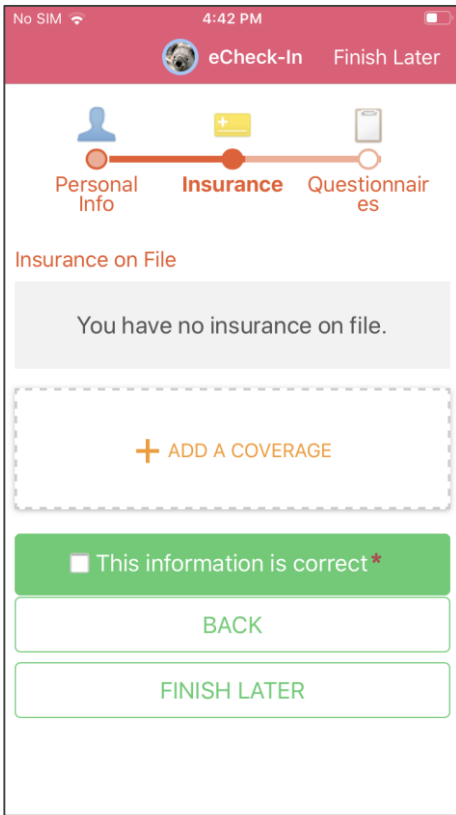 No SIM 4:42 PM
eCheck-In Finish Later
Personal
Info
Insurance
Questionnair
es
Insurance on File
You have no insurance on file.
+ ADD A COVERAGE
This information is correct*
BACK
FINISH LATER